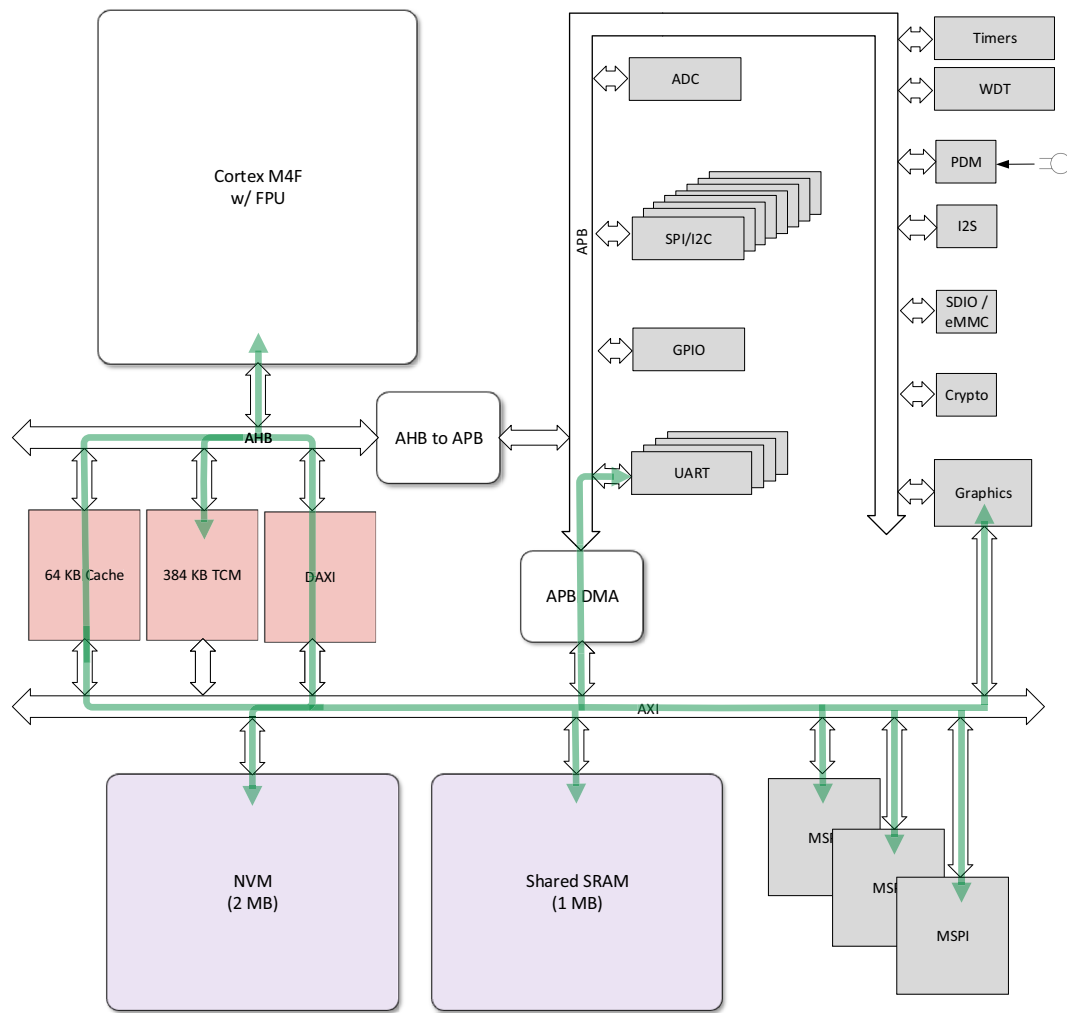 Timers
ADC
WDT
Cortex M4F
w/ FPU
PDM
APB
SPI/I2C
I2S
SDIO /
eMMC
GPIO
Crypto
AHB
AHB to APB
UART
Graphics
64 KB Cache
384 KB TCM
DAXI
APB DMA
AXI
NVM
(2 MB)
Shared SRAM
(1 MB)
MSP
MSP
MSPI